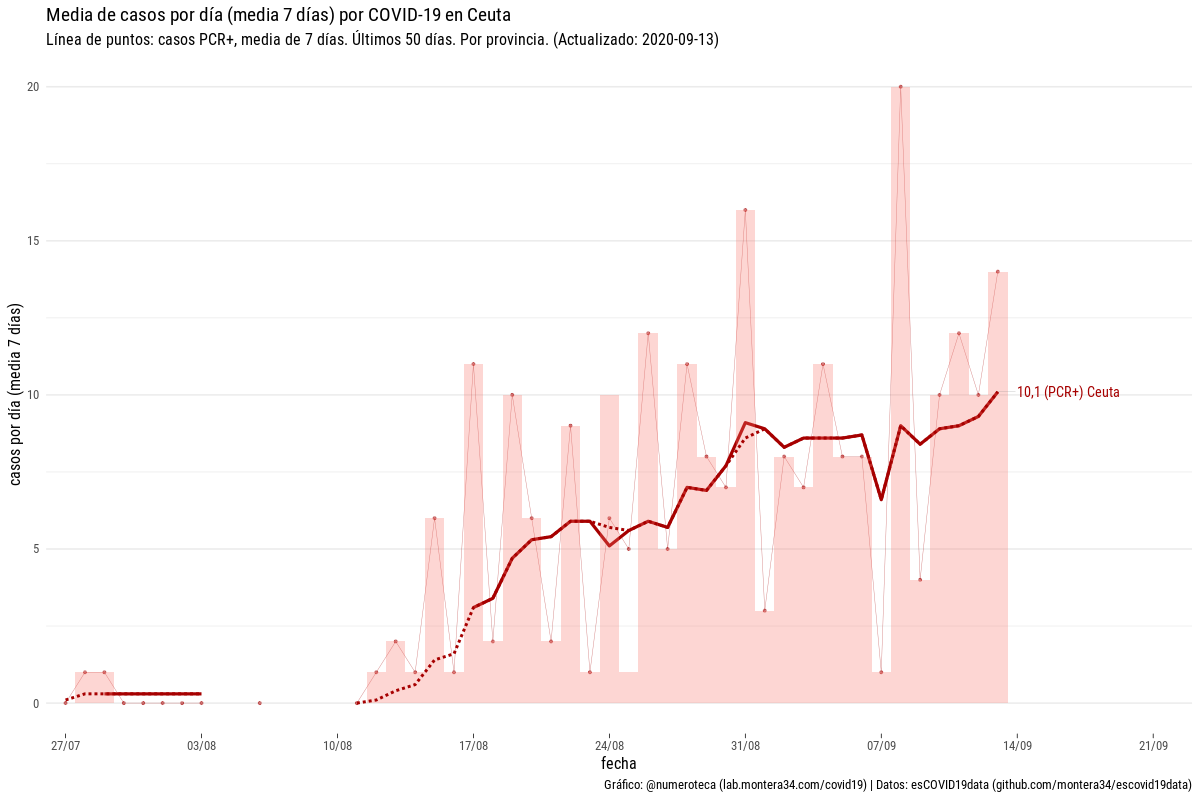 Media de casos por día (media 7 días) por COVID-19 en Ceuta
Línea de puntos: casos PCR+, media de 7 días. Últimos 50 días. Por provincia. (Actualizado: 2020-09-13)
casos por día (media 7 días)
20
15
10
5
0
10,1 (PCR+) Ceuta
27/07
03/08
10/08
17/08
24/08
31/08
07/09
14/09
21/09
fecha
Gráfico: @numeroteca (lab.montera34.com/covid19) | Datos: esCOVID19data (github.com/montera34/escovid19data)